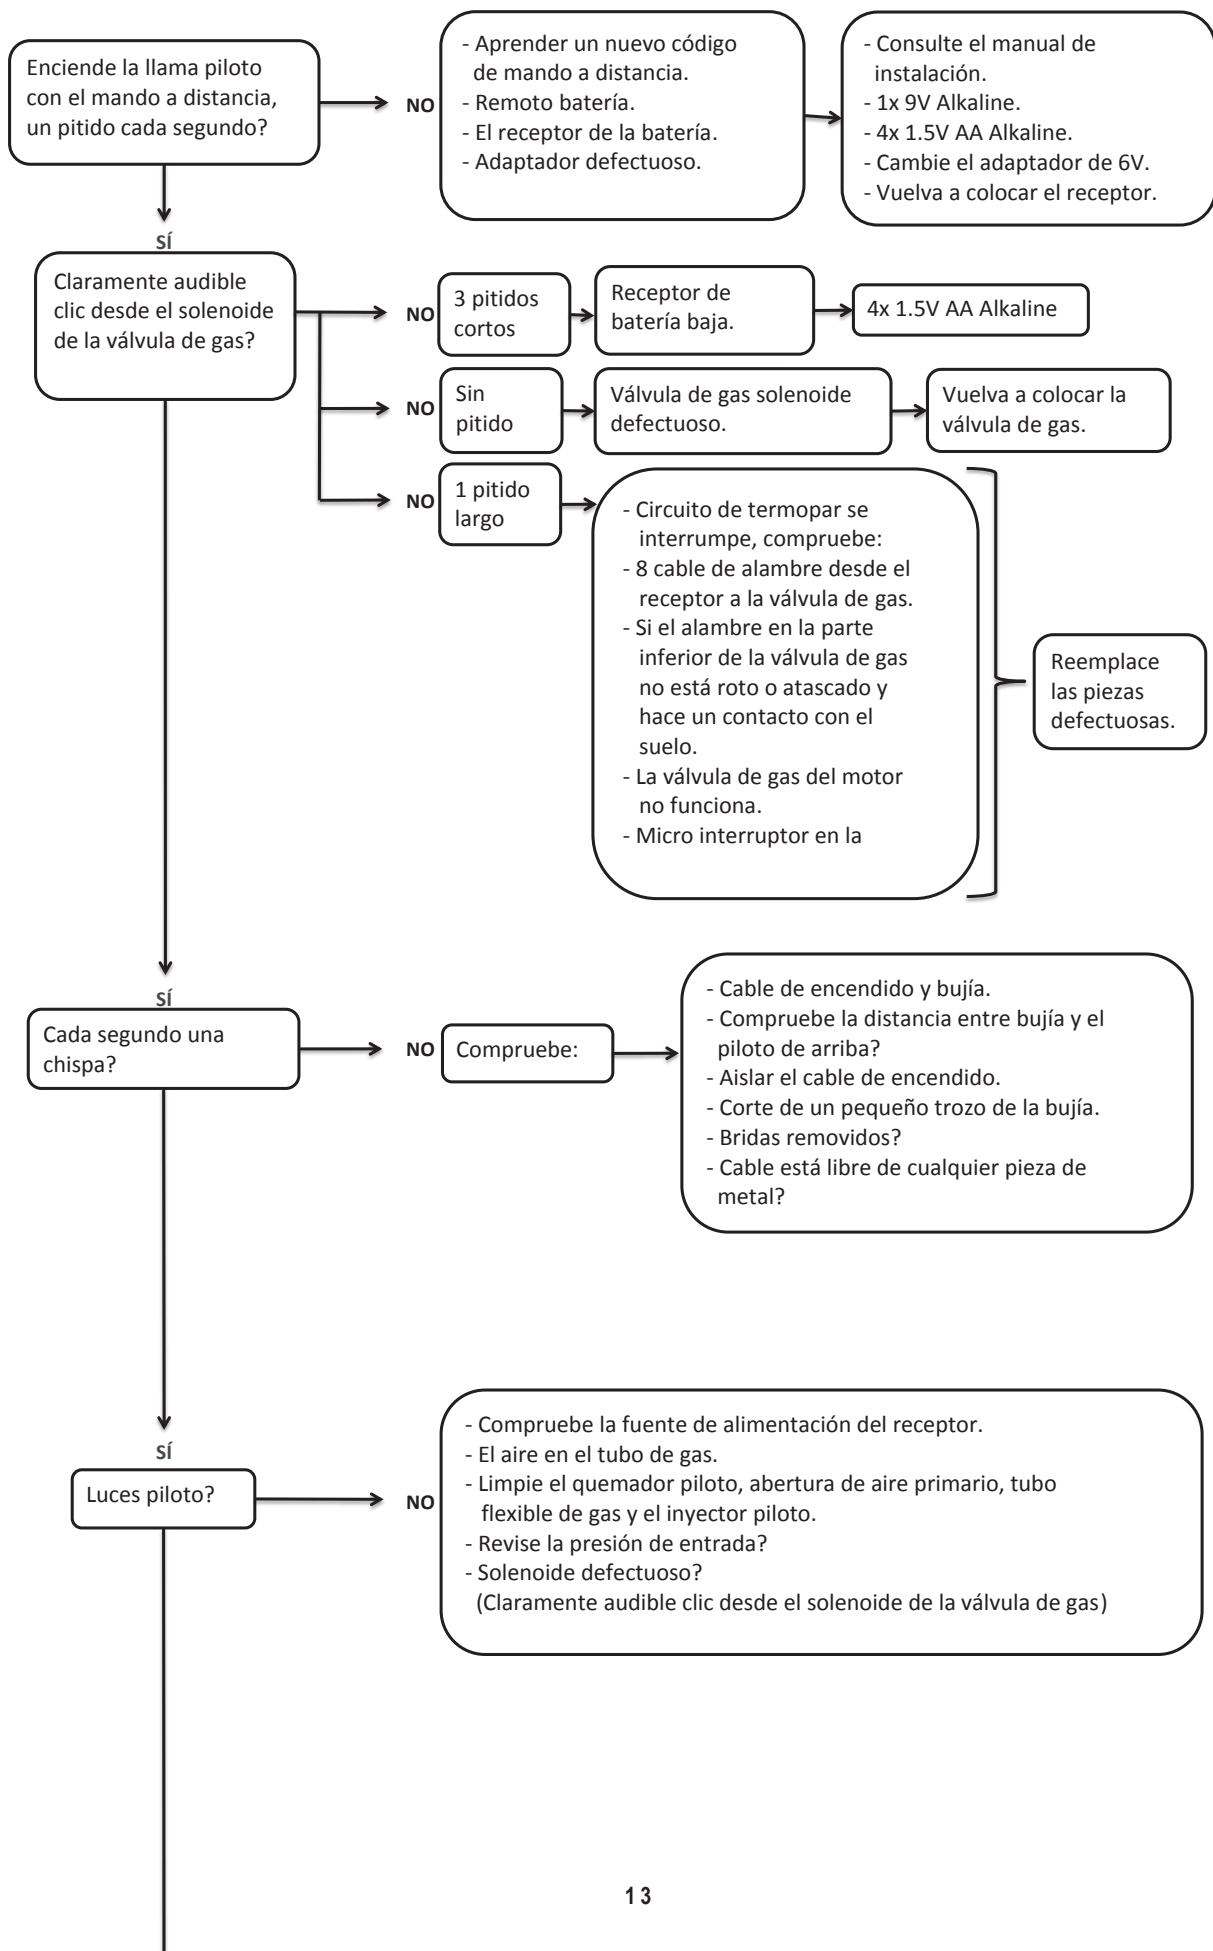 Enciende la llama piloto
con el mando a distancia,
un pitido cada segundo?
NO
- Aprender un nuevo código
de mando a distancia.
- Remoto batería.
- El receptor de la batería.
- Adaptador defectuoso.
- Consulte el manual de
instalación.
- 1x 9V Alkaline.
- 4x 1.5V AA Alkaline.
- Cambie el adaptador de 6V.
- Vuelva a colocar el receptor.
SÍ
Claramente audible
clic desde el solenoide
de la válvula de gas?
NO
3 pitidos
cortos
Receptor de
batería baja.
4x 1.5V AA Alkaline
NO
Sin
pitido
Válvula de gas solenoide
defectuoso.
Vuelva a colocar la
válvula de gas.
NO
1 pitido
largo
- Circuito de termopar se
interrumpe, compruebe:
- 8 cable de alambre desde el
receptor a la válvula de gas.
- Si el alambre en la parte
inferior de la válvula de gas
no está roto o atascado y
hace un contacto con el
suelo.
- La válvula de gas del motor
no funciona.
- Micro interruptor en la
Reemplace
las piezas
defectuosas.
SÍ
Cada segundo una
chispa?
NO
Compruebe:
- Cable de encendido y bujía.
- Compruebe la distancia entre bujía y el
piloto de arriba?
- Aislar el cable de encendido.
- Corte de un pequeño trozo de la bujía.
- Bridas removidos?
- Cable está libre de cualquier pieza de
metal?
SÍ
Luces piloto?
NO
- Compruebe la fuente de alimentación del receptor.
- El aire en el tubo de gas.
- Limpie el quemador piloto, abertura de aire primario, tubo
flexible de gas y el inyector piloto.
- Revise la presión de entrada?
- Solenoide defectuoso?
(Claramente audible clic desde el solenoide de la válvula de gas)
13